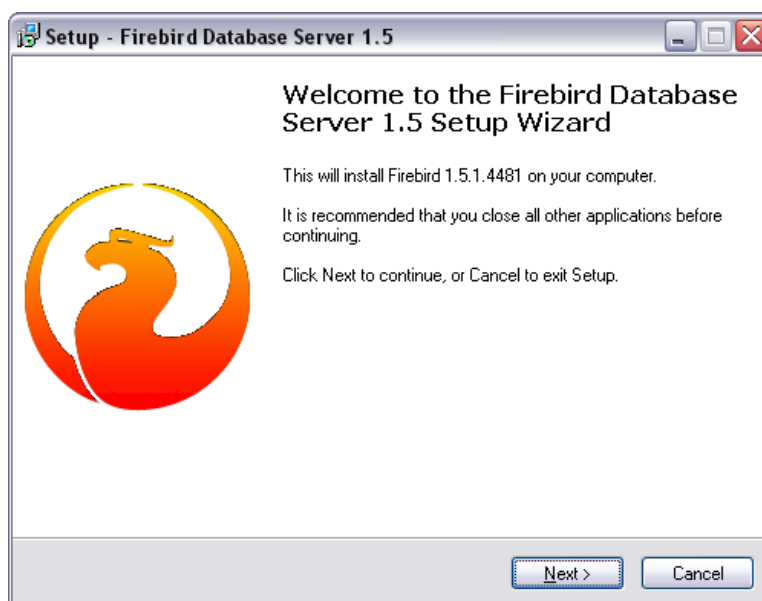 Setup - Firebird Database Server 1.5
Welcome to the Firebird Database
Server 1.5 Setup Wizard
This will install Firebird 1.5.1.4481 on your computer.
It is recommended that you close all other applications before
continuing.
Click Next to continue, or Cancel to exit Setup.
Next >
Cancel